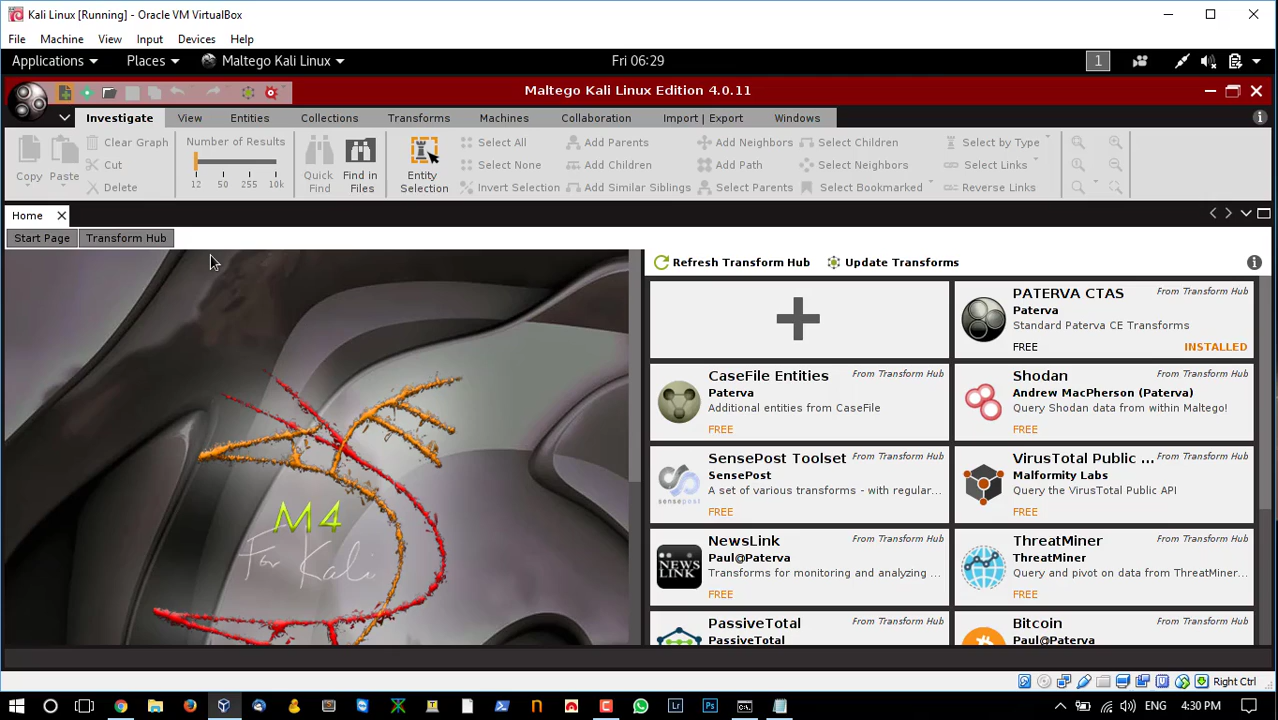 Kali Linux [Running] - Oracle VM VirtualBox
File Machine View Input Devices Help
Applications Places Maltego Kali Linux Fri 06:29 1
Maltego Kali Linux Edition 4.0.11
Investigate View Entities Collections Transforms Machines Collaboration Import | Export Windows
Copy
Paste
Clear Graph
Cut
Delete
Number of Results
12 50 255 10k
Quick Find
Find in Files
Entity Selection
Select All
Select None
Invert Selection
Add Parents
Add Children
Add Similar Siblings
Add Neighbors
Add Path
Select Parents
Select Children
Select Neighbors
Select Bookmarked
Select by Type
Select Links
Reverse Links
Home
Start Page Transform Hub
M4
For Kali
Refresh Transform Hub Update Transforms
PATERVA CTAS From Transform Hub
Paterva
Standard Paterva CE Transforms
FREE INSTALLED
CaseFile Entities From Transform Hub
Paterva
Additional entities from CaseFile
FREE
Shodan From Transform Hub
Andrew MacPherson (Paterva)
Query Shodan data from within Maltego!
FREE
SensePost Toolset From Transform Hub
SensePost
A set of various transforms - with regular...
FREE
sensepost
VirusTotal Public ... From Transform Hub
Malformity Labs
Query the VirusTotal Public API
FREE
NewsLink From Transform Hub
Paul@Paterva
Transforms for monitoring and analyzing ...
FREE
NEWS
LINK
ThreatMiner From Transform Hub
ThreatMiner
Query and pivot on data from ThreatMiner...
FREE
PassiveTotal From Transform Hub
PassiveTotal
Bitcoin From Transform Hub
Paul@Paterva
Right Ctrl
ENG 4:30 PM